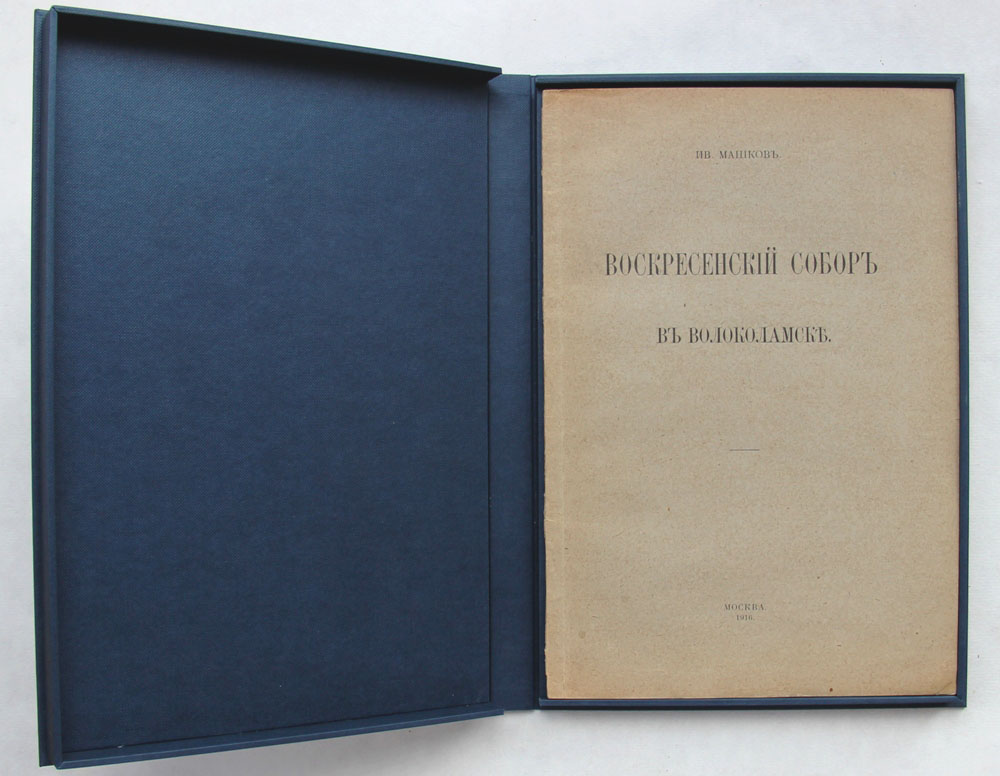 ИВ. МАШКОВЪ.
ВОСКРЕСЕНСКІЙ СОБОРЪ
ВЪ ВОЛОКОЛАМСКѢ.
МОСКВА.
1916.